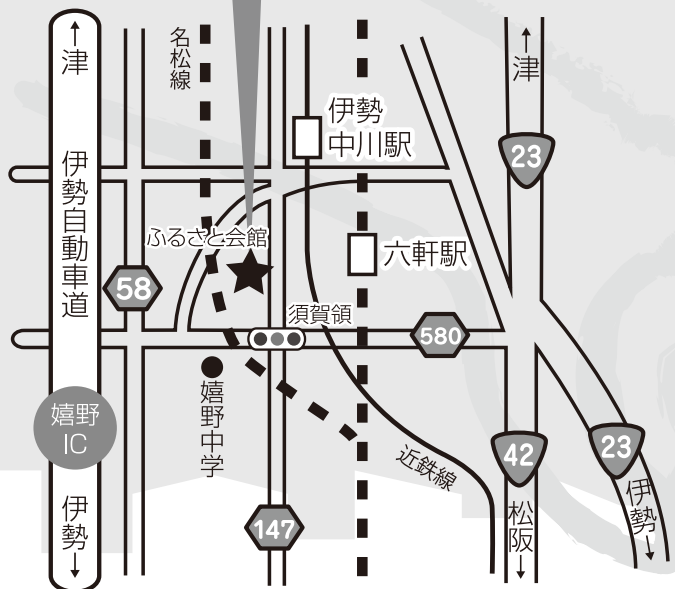 津
伊勢自動車道
嬉野
IC
伊勢
58
名松線
ふるさと会館
嬉野中学
須賀領
147
伊勢
中川駅
六軒駅
580
近鉄線
津
23
42
松阪
23
伊勢